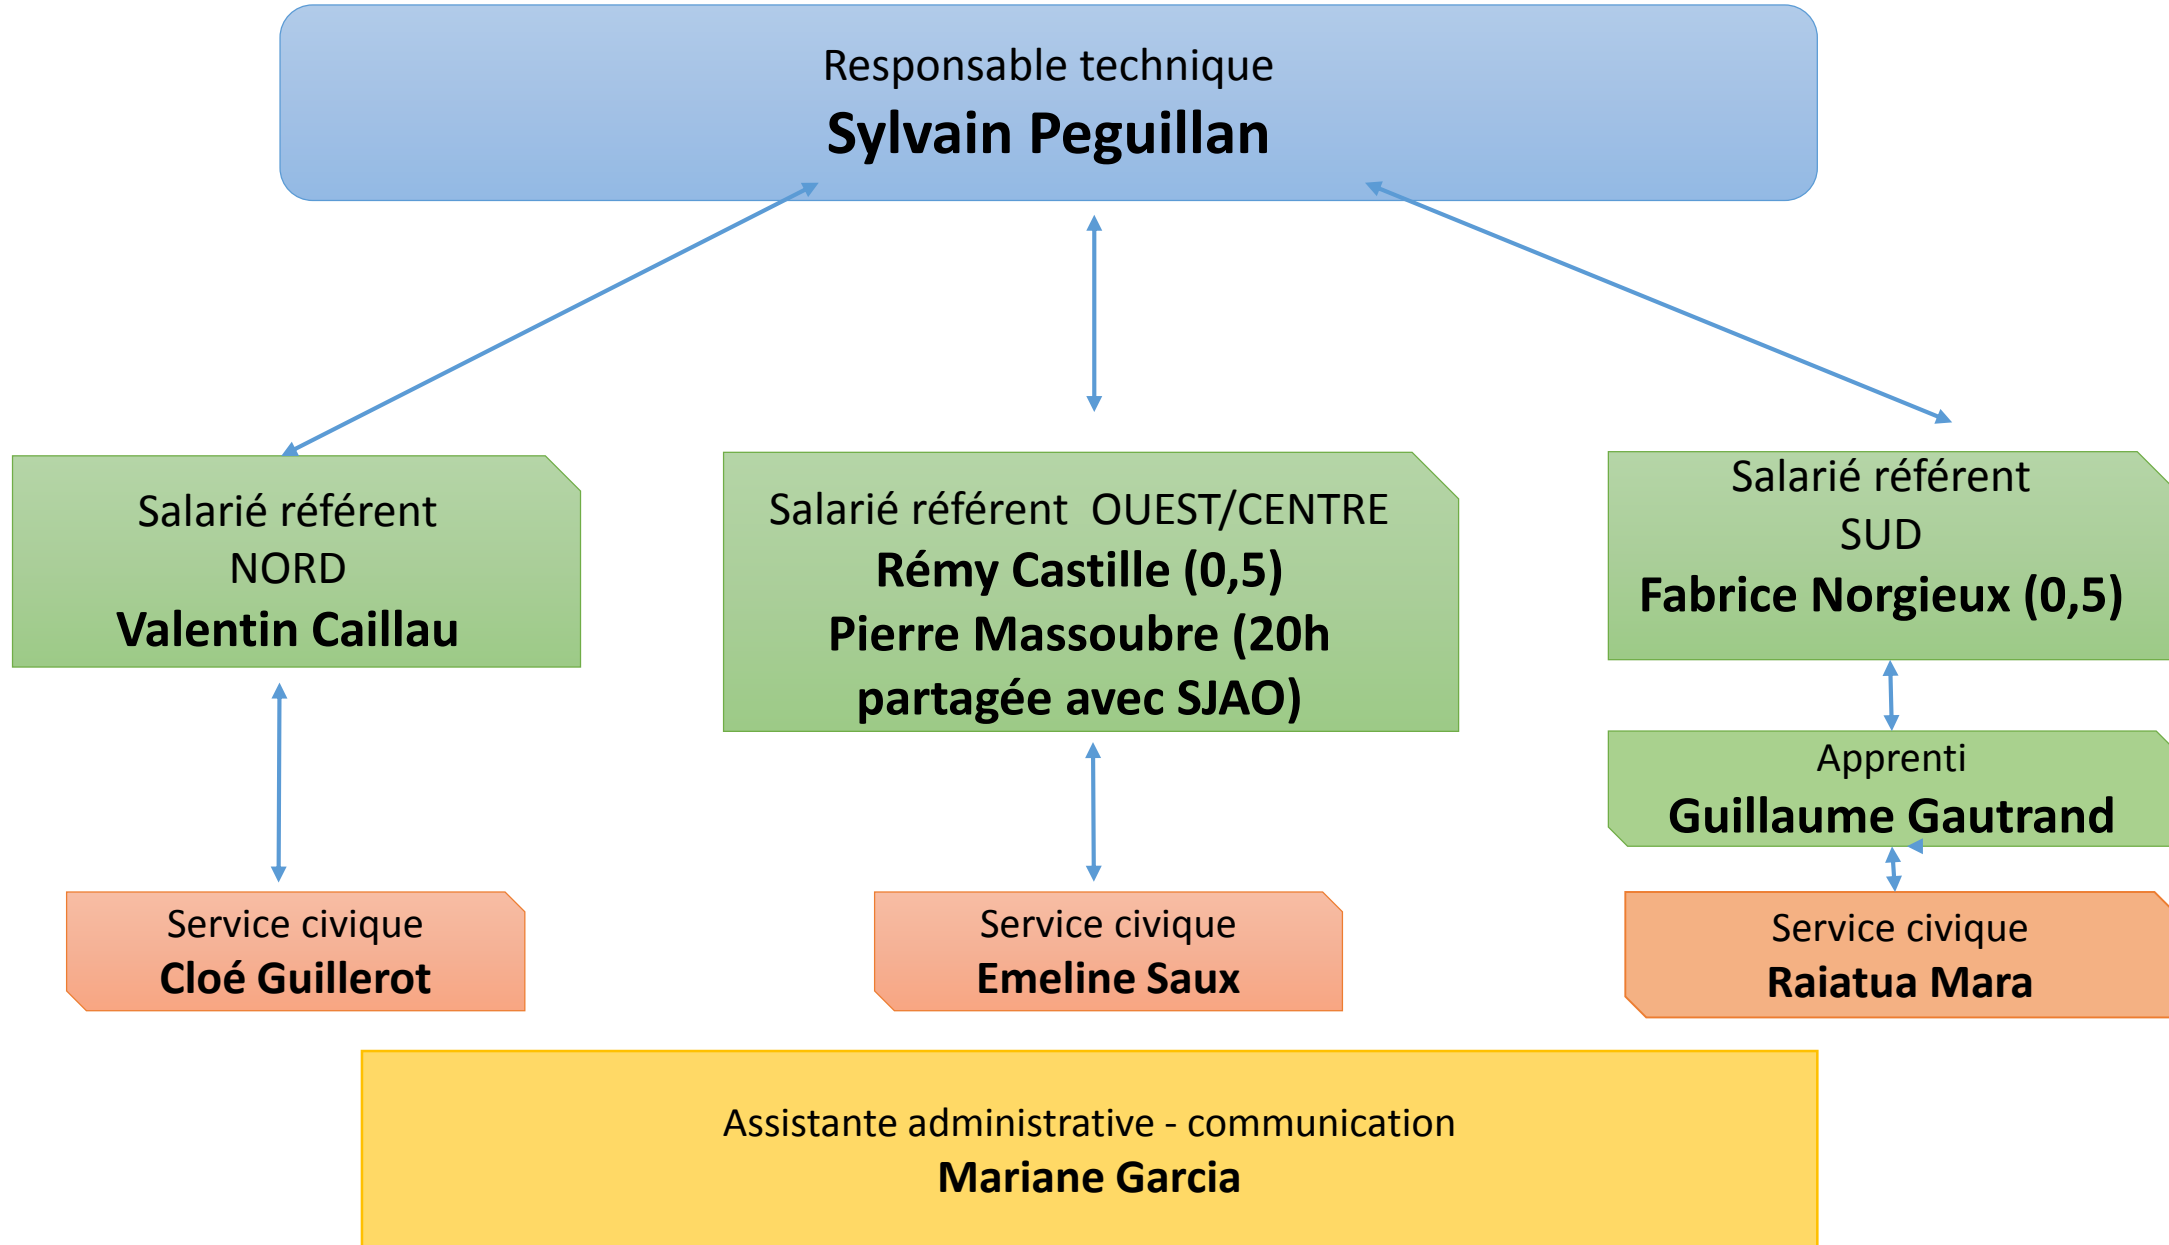 Responsable technique
Sylvain Peguillan
Salarié référent
NORD
Valentin Caillau
Salarié référent  OUEST/CENTRE
Rémy Castille (0,5)
Pierre Massoubre (20h
partagée avec SJAO)
Salarié référent
SUD
Fabrice Norgieux (0,5)
Apprenti
Guillaume Gautrand
Service civique
Cloé Guillerot
Service civique
Emeline Saux
Service civique
Raiatua Mara
Assistante administrative - communication
Mariane Garcia